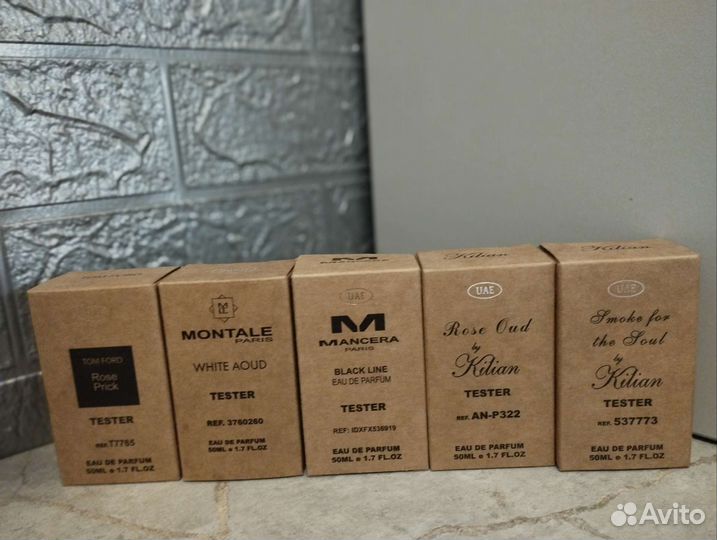 TOM FORD
Rose
Prick
TESTER
REF.T7765
EAU DE PARFUM
50ML e 1.7 FL.OZ
MONTALE
PARIS
WHITE AOUD
TESTER
REF. 3760260
EAU DE PARFUM
50ML e 1.7 FL.OZ
UAE
M
MANCERA
PARIS
BLACK LINE
EAU DE PARFUM
TESTER
REF: IDXFX536919
EAU DE PARFUM
50ML e 1.7 FL.OZ
Kilian
UAE
Rose Oud
by
Kilian
TESTER
REF. AN-P322
EAU DE PARFUM
50ML e 1.7 FL.OZ
Kilian
UAE
Smoke for
the Soul
by
Kilian
TESTER
REF. 537773
EAU DE PARFUM
50ML e 1.7 FL.OZ
Avito